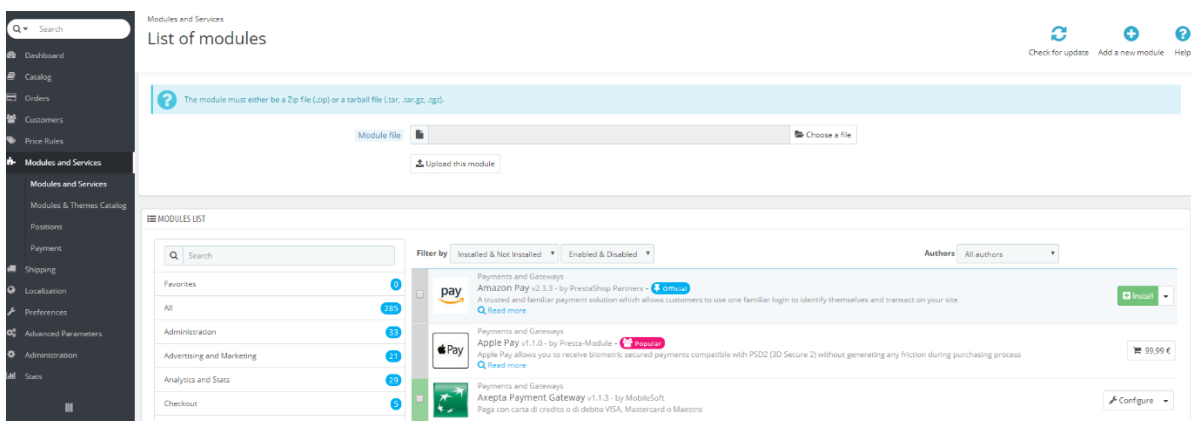 Search
Dashboard
Catalog
Orders
Customers
Price Rules
Modules and Services
Modules and Services
Modules & Themes Catalog
Positions
Payment
Shipping
Localization
Preferences
Advanced Parameters
Administration
Stats
Modules and Services
List of modules
Check for update
Add a new module
Help
The module must either be a Zip file (.zip) or a tarball file (.tar, .tar.gz, .tgz).
Module file
Choose a file
Upload this module
MODULES LIST
Search
Favorites 0
All 285
Administration 33
Advertising and Marketing 21
Analytics and Stats 29
Checkout 5
Filter by Installed & Not Installed Enabled & Disabled Authors All authors
pay
Payments and Gateways
Amazon Pay v2.3.3 - by PrestaShop Partners - Official
A trusted and familiar payment solution which allows customers to use one familiar login to identify themselves and transact on your site
Read more
Install
Pay
Payments and Gateways
Apple Pay v1.1.0 - by Presta-Module - Popular
Apple Pay allows you to receive biometric secured payments compatible with PSD2 (3D Secure 2) without generating any friction during purchasing process
Read more
99,99 €
Payments and Gateways
Axepta Payment Gateway v1.1.3 - by MobileSoft
Paga con carta di credito o di debito VISA, Mastercard o Maestro
Configure